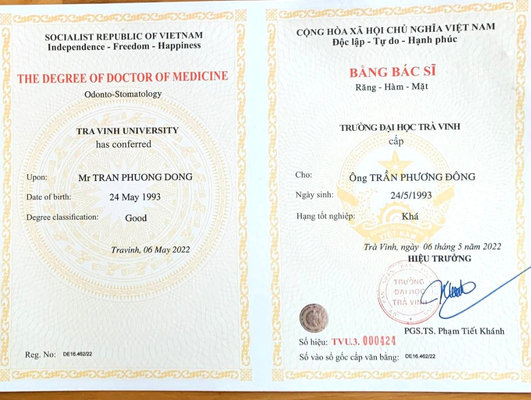 SOCIALIST REPUBLIC OF VIETNAM
Independence - Freedom - Happiness
THE DEGREE OF DOCTOR OF MEDICINE
Odonto-Stomatology
TRA VINH UNIVERSITY
has conferred
Upon: Mr TRAN PHUONG DONG
Date of birth: 24 May 1993
Degree classification: Good
Travinh, 06 May 2022
Reg. No: DE16.462/22
CỘNG HÒA XÃ HỘI CHỦ NGHĨA VIỆT NAM
Độc lập - Tự do - Hạnh phúc
BẰNG BÁC SĨ
Răng - Hàm - Mặt
TRƯỜNG ĐẠI HỌC TRÀ VINH
cấp
Cho: Ông TRẦN PHƯƠNG ĐÔNG
Ngày sinh: 24/5/1993
Hạng tốt nghiệp: Khá
Trà Vinh, ngày 06 tháng 5 năm 2022
HIỆU TRƯỞNG
TRƯỜNG
ĐẠI HỌC
TRÀ VINH
PGS.TS. Phạm Tiết Khánh
Số hiệu: TVU.3. 000424
Số vào sổ gốc cấp văn bằng: DE16.462/22